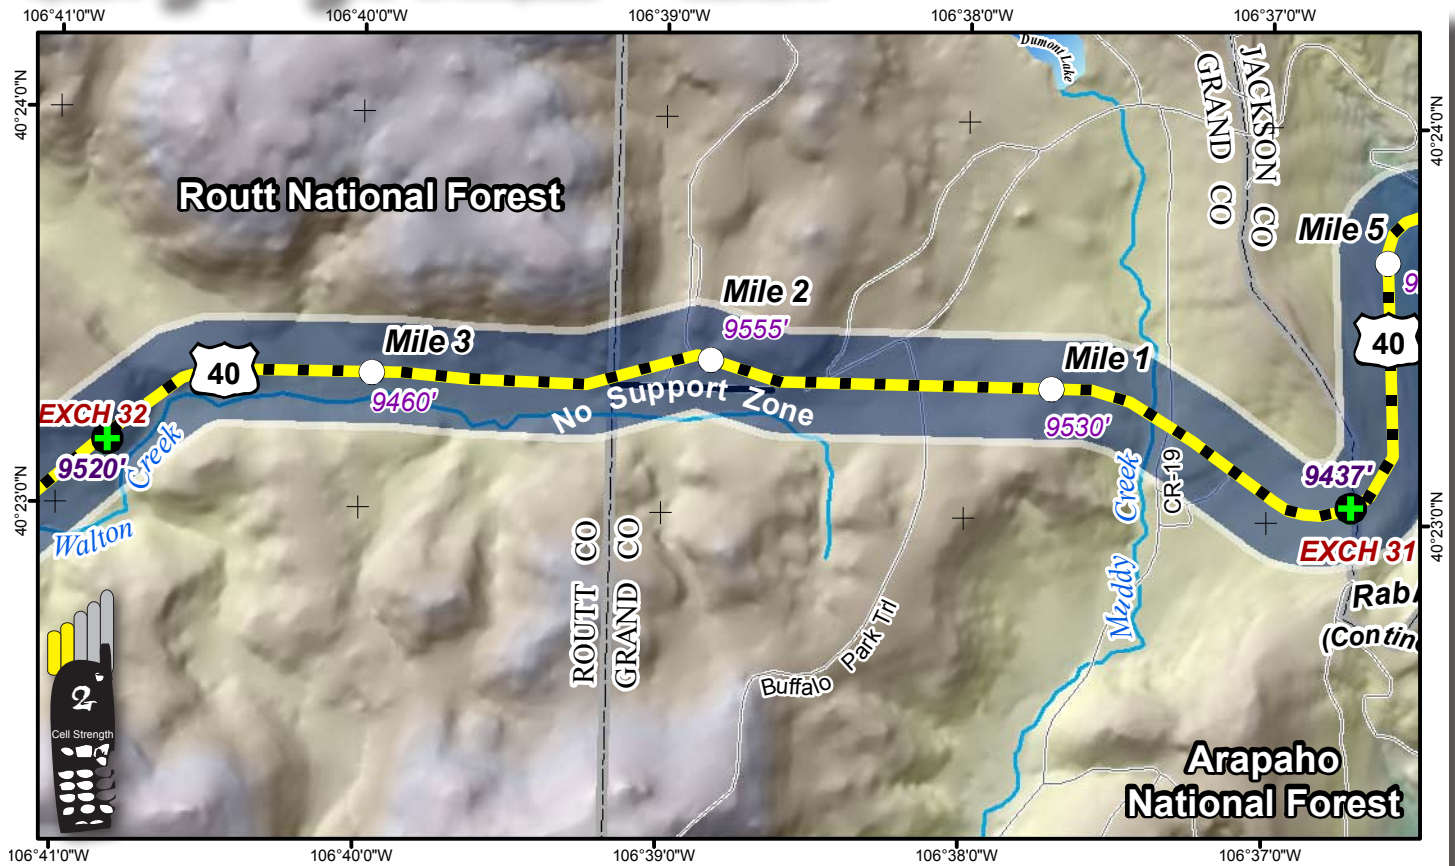 106°41'0"W
106°40'0"W
106°39'0"W
106°38'0"W
106°37'0"W
Dumont Lake
JACKSON CO
GRAND CO
40°24'0"N
40°24'0"N
Routt National Forest
Mile 5
9
Mile 2
9555'
Mile 3
9460'
Mile 1
9530'
40
40
No Support Zone
EXCH 32
9520'
Walton Creek
9437'
EXCH 31
CR-19
Muddy Creek
40°23'0"N
40°23'0"N
ROUTT CO
GRAND CO
Rab
(Contin
Buffalo Park Trl
2
Cell Strength
Arapaho
National Forest
106°41'0"W
106°40'0"W
106°39'0"W
106°38'0"W
106°37'0"W